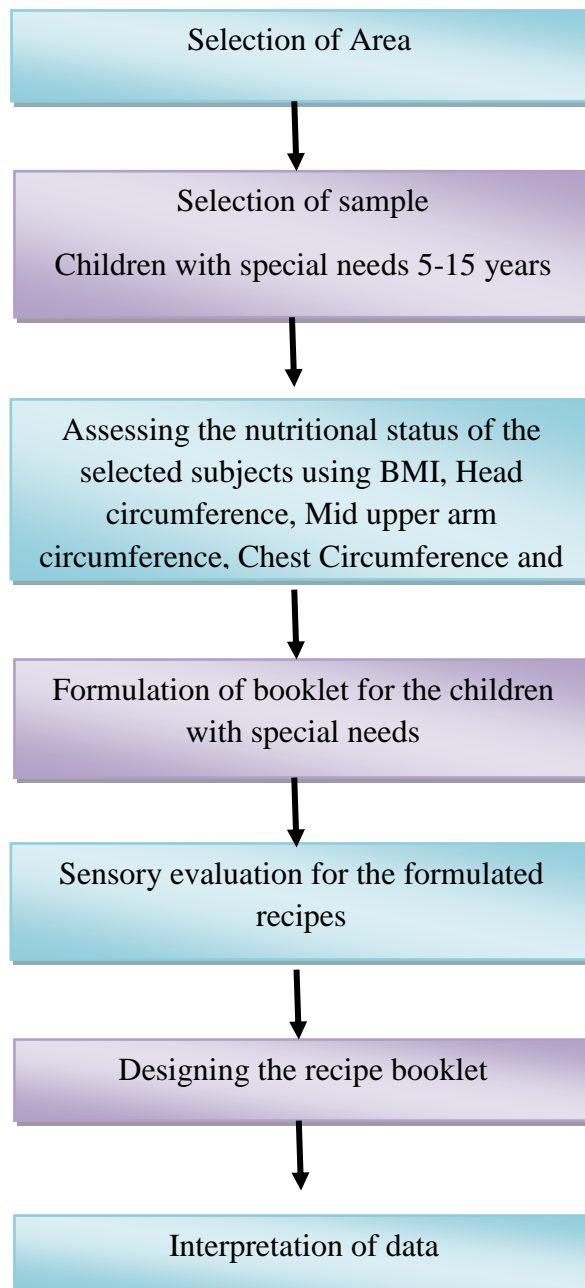 Selection of Area
Selection of sample
Children with special needs 5-15 years
Assessing the nutritional status of the
selected subjects using BMI, Head
circumference, Mid upper arm
circumference, Chest Circumference and
Formulation of booklet for the children
with special needs
Sensory evaluation for the formulated
recipes
Designing the recipe booklet
Interpretation of data